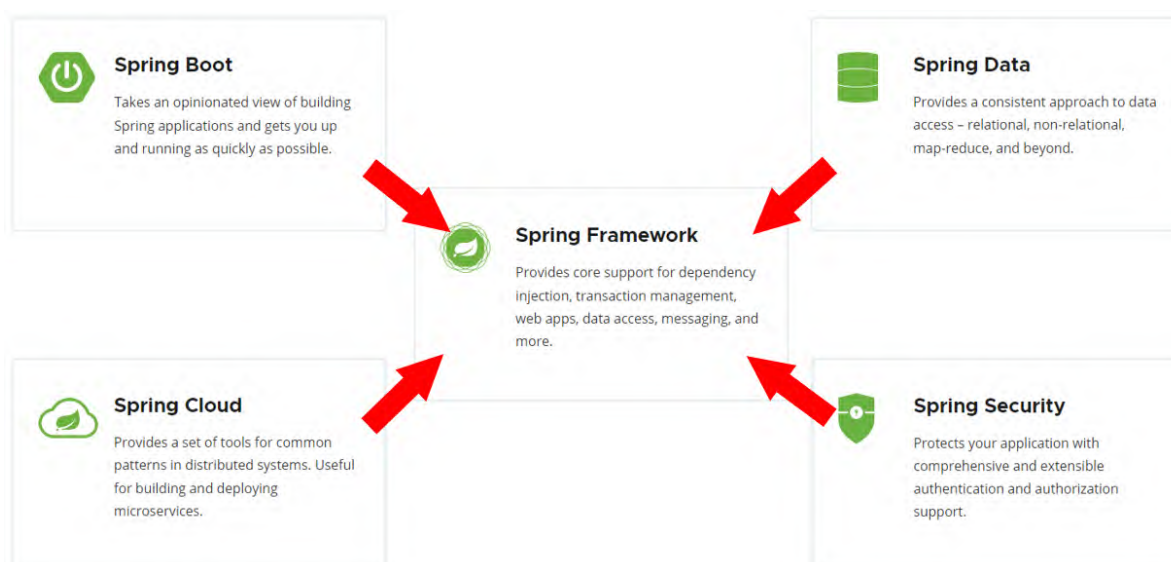 Spring Boot
Takes an opinionated view of building
Spring applications and gets you up
and running as quickly as possible.
Spring Data
Provides a consistent approach to data
access – relational, non-relational,
map-reduce, and beyond.
Spring Framework
Provides core support for dependency
injection, transaction management,
web apps, data access, messaging, and
more.
Spring Cloud
Provides a set of tools for common
patterns in distributed systems. Useful
for building and deploying
microservices.
Spring Security
Protects your application with
comprehensive and extensible
authentication and authorization
support.